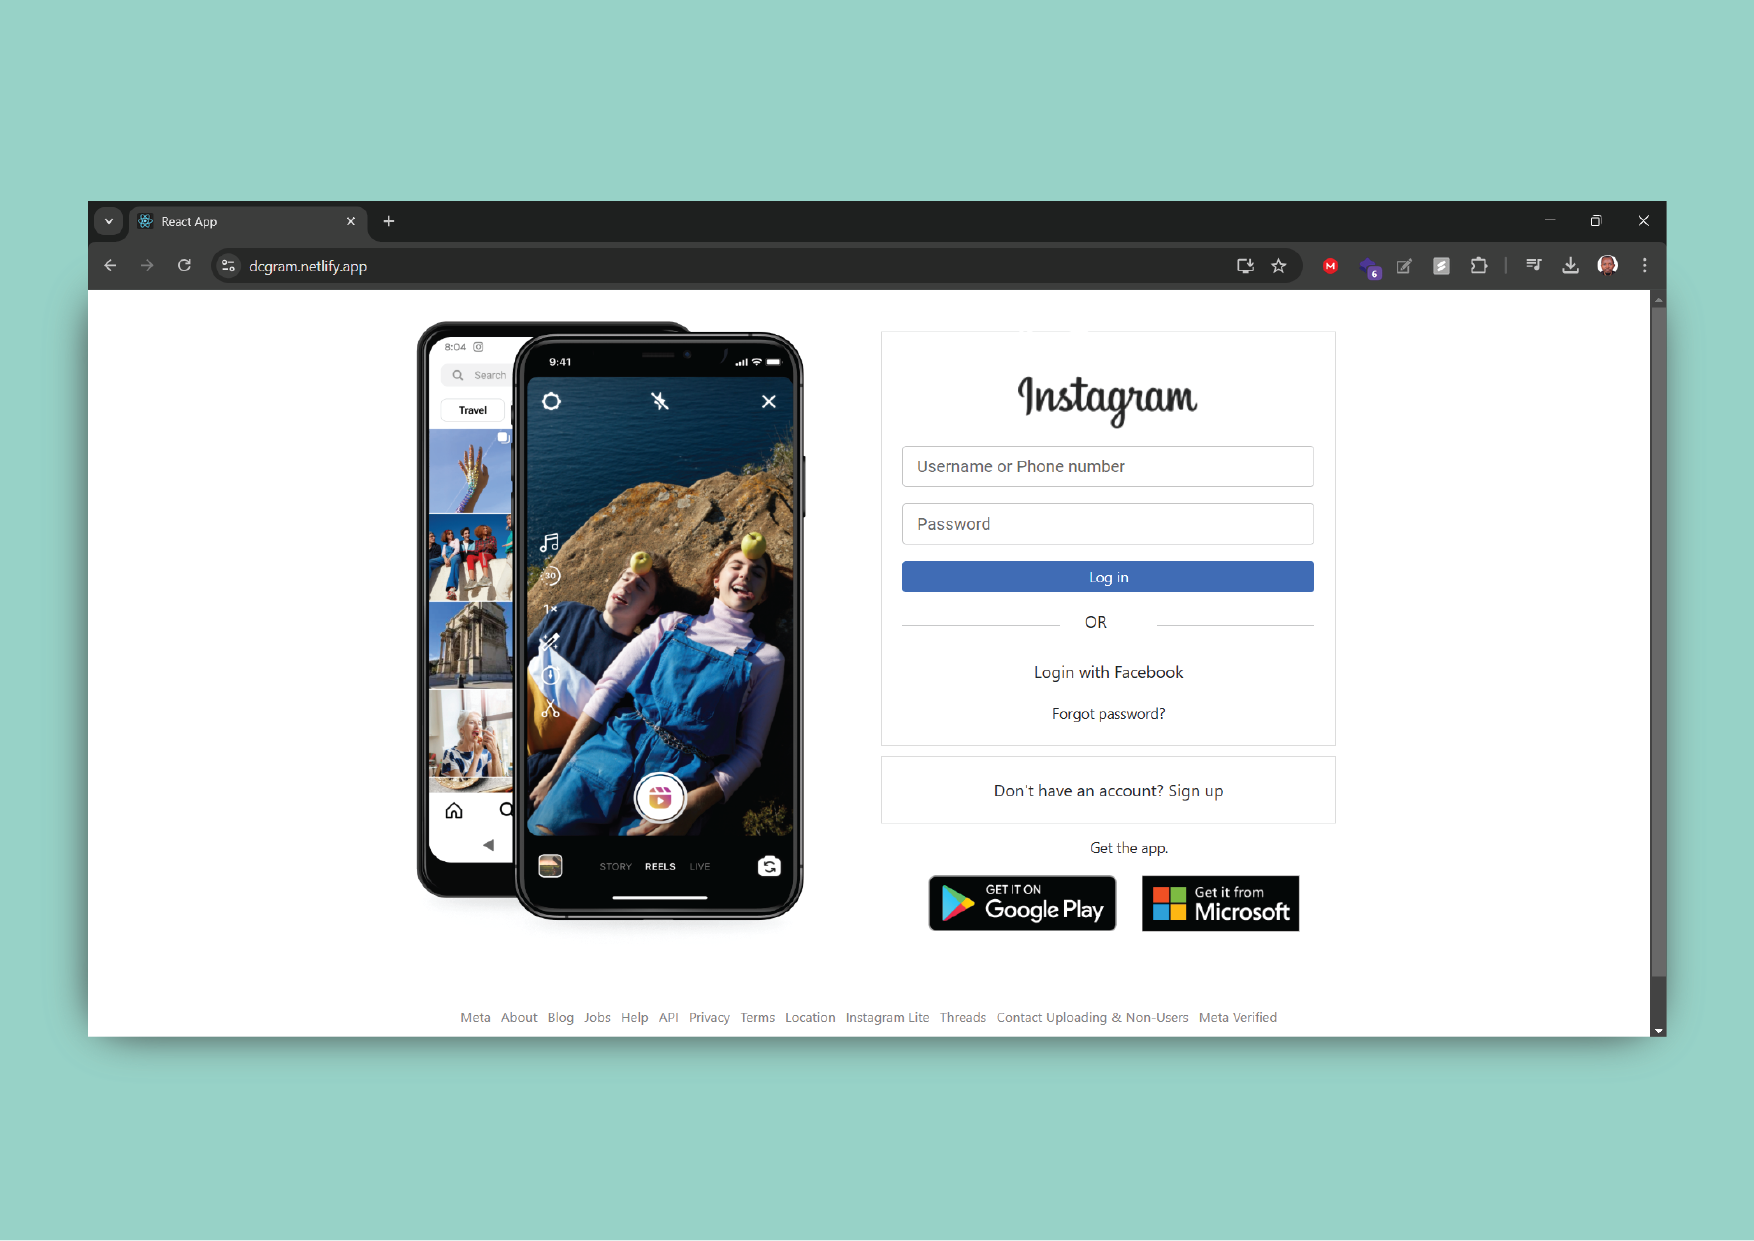 React App
dcgram.netlify.app
M
6
8:04
Search
Travel
9:41
30
1×
STORY REELS LIVE
Instagram
Username or Phone number
Password
Log in
OR
Login with Facebook
Forgot password?
Don't have an account? Sign up
Get the app.
GET IT ON
Google Play
Get it from
Microsoft
Meta About Blog Jobs Help API Privacy Terms Location Instagram Lite Threads Contact Uploading & Non-Users Meta Verified